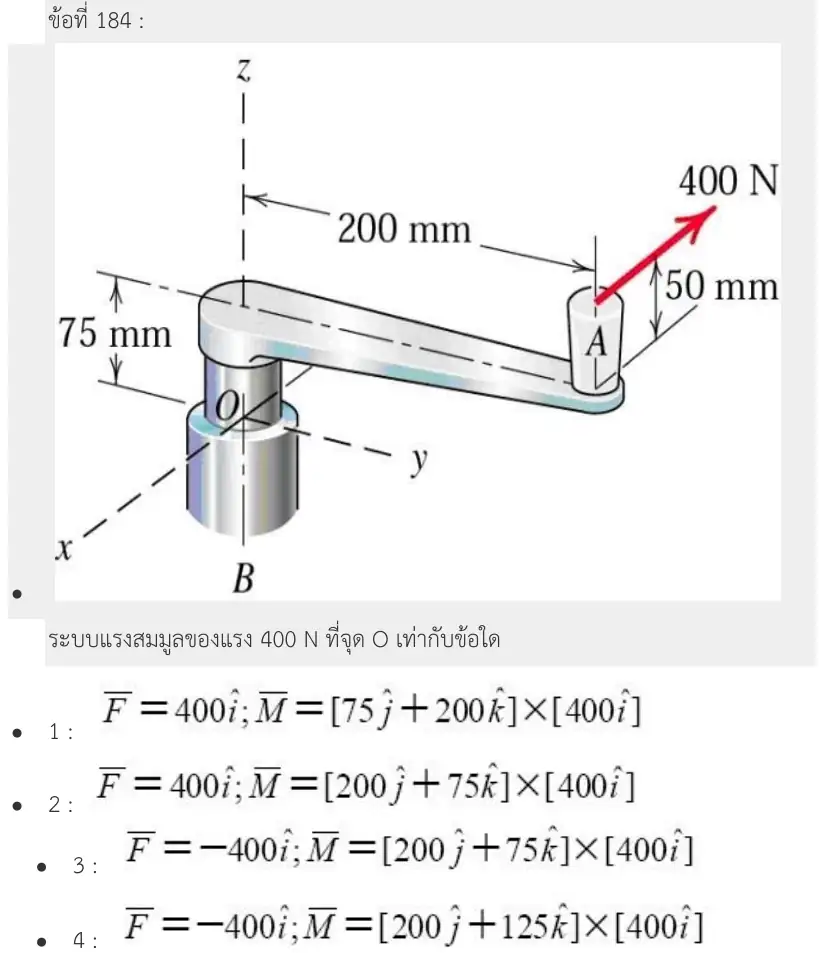 ข้อที่ 184 :
z
400 N
200 mm
50 mm
75 mm
A
O
y
x
B
ระบบแรงสมมูลของแรง 400 N ที่จุด O เท่ากับข้อใด
1 : F̅ = 400î; M̅ = [75ĵ + 200k̂]×[400î]
2 : F̅ = 400î; M̅ = [200ĵ + 75k̂]×[400î]
3 : F̅ = −400î; M̅ = [200ĵ + 75k̂]×[400î]
4 : F̅ = −400î; M̅ = [200ĵ + 125k̂]×[400î]